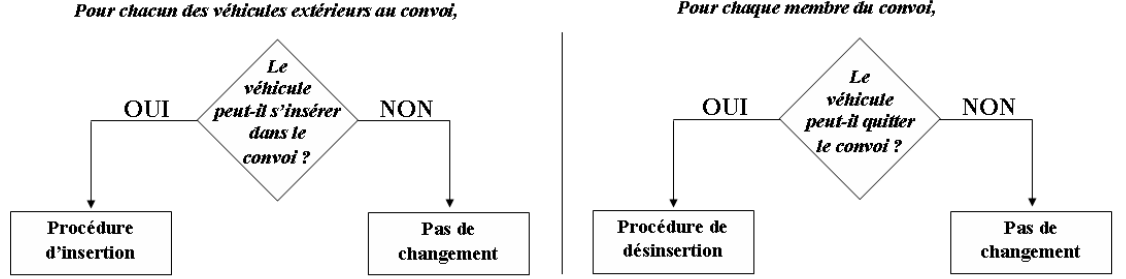 Pour chacun des véhicules extérieurs au convoi,
Le
véhicule
peut-il s'insérer
dans le
convoi ?
OUI
NON
Procédure
d'insertion
Pas de
changement
Pour chaque membre du convoi,
Le
véhicule
peut-il quitter
le convoi ?
OUI
NON
Procédure de
désinsertion
Pas de
changement